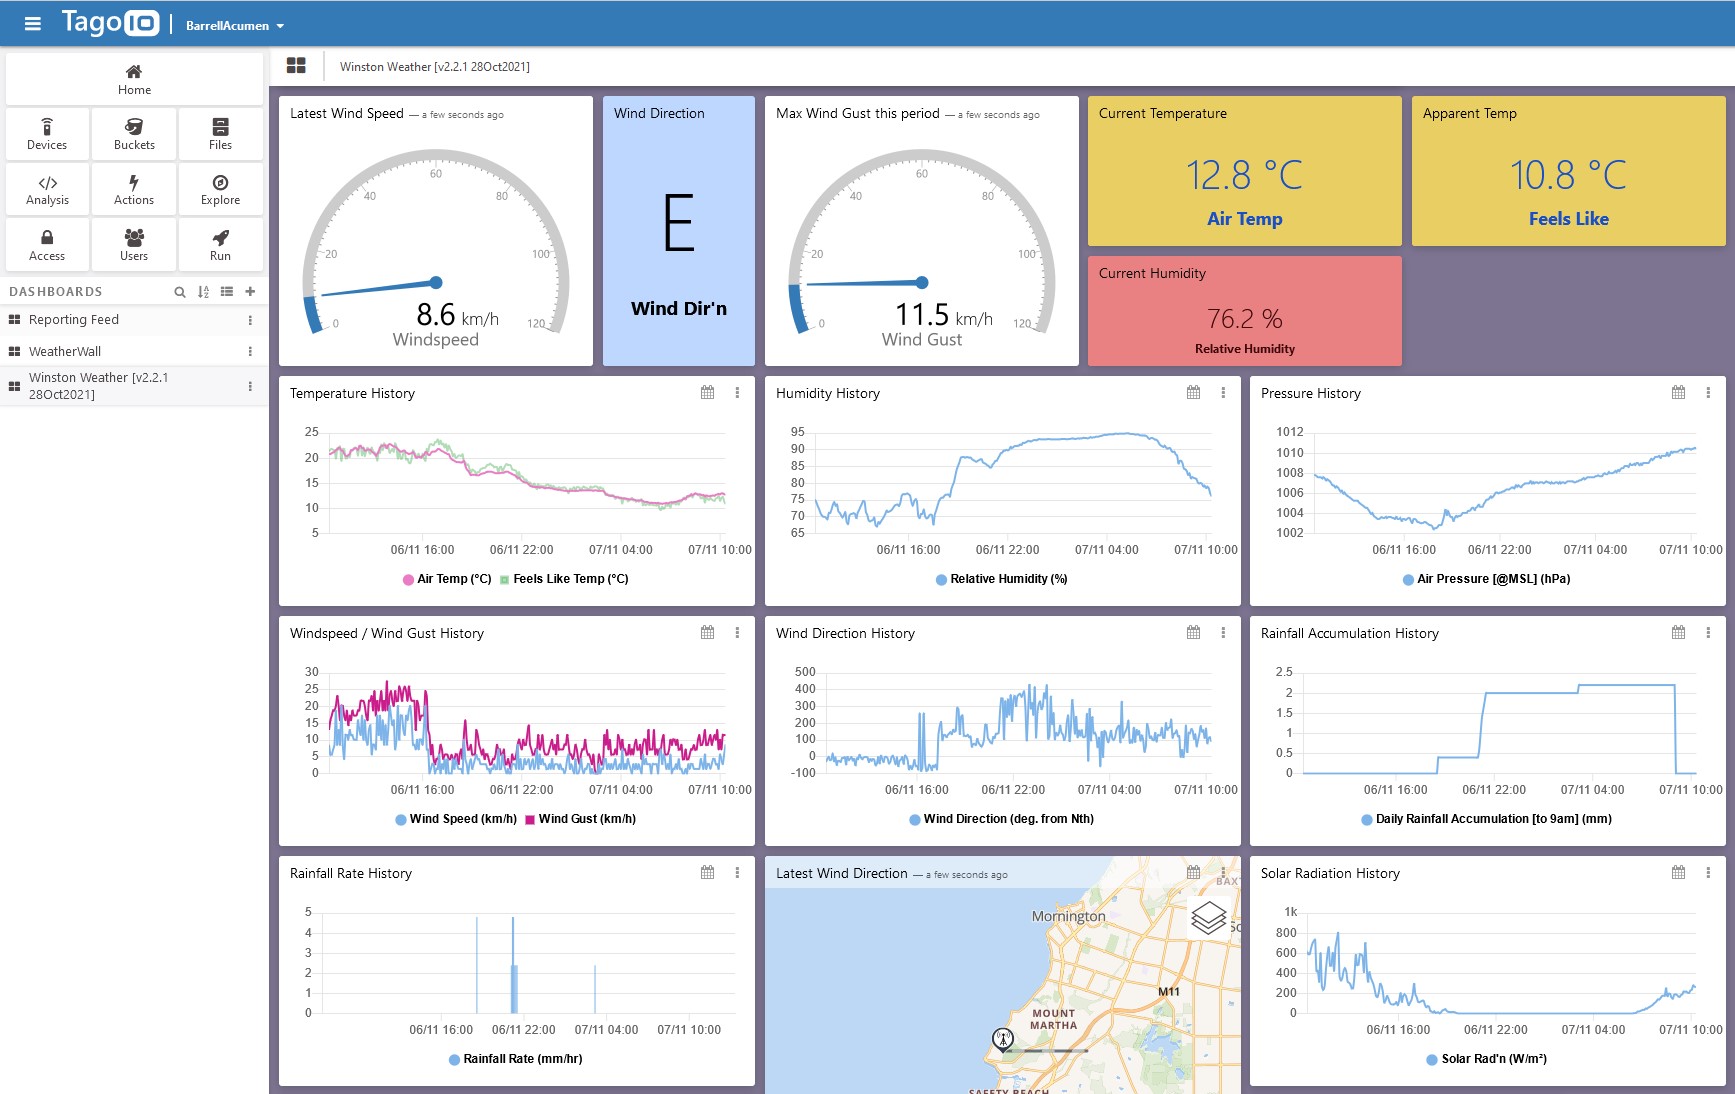 TagoIO | BarrellAcumen
Home
Devices Buckets Files
Analysis Actions Explore
Access Users Run
DASHBOARDS
Reporting Feed
WeatherWall
Winston Weather [v2.2.1
28Oct2021]
Winston Weather [v2.2.1 28Oct2021]
Latest Wind Speed — a few seconds ago
0 20 40 60 80 100 120
8.6 km/h
Windspeed
Wind Direction
E
Wind Dir'n
Max Wind Gust this period — a few seconds ago
0 20 40 60 80 100 120
11.5 km/h
Wind Gust
Current Temperature
12.8 °C
Air Temp
Apparent Temp
10.8 °C
Feels Like
Current Humidity
76.2 %
Relative Humidity
Temperature History
25
20
15
10
5
06/11 16:00 06/11 22:00 07/11 04:00 07/11 10:00
Air Temp (°C) Feels Like Temp (°C)
Humidity History
95
90
85
80
75
70
65
06/11 16:00 06/11 22:00 07/11 04:00 07/11 10:00
Relative Humidity (%)
Pressure History
1012
1010
1008
1006
1004
1002
06/11 16:00 06/11 22:00 07/11 04:00 07/11 10:00
Air Pressure [@MSL] (hPa)
Windspeed / Wind Gust History
30
25
20
15
10
5
0
06/11 16:00 06/11 22:00 07/11 04:00 07/11 10:00
Wind Speed (km/h) Wind Gust (km/h)
Wind Direction History
500
400
300
200
100
0
-100
06/11 16:00 06/11 22:00 07/11 04:00 07/11 10:00
Wind Direction (deg. from Nth)
Rainfall Accumulation History
2.5
2
1.5
1
0.5
0
06/11 16:00 06/11 22:00 07/11 04:00 07/11 10:00
Daily Rainfall Accumulation [to 9am] (mm)
Rainfall Rate History
5
4
3
2
1
0
06/11 16:00 06/11 22:00 07/11 04:00 07/11 10:00
Rainfall Rate (mm/hr)
Latest Wind Direction — a few seconds ago
BAXT
Mornington
So
M11
MOUNT
MARTHA
SAFETY BEACH
Solar Radiation History
1k
800
600
400
200
0
06/11 16:00 06/11 22:00 07/11 04:00 07/11 10:00
Solar Rad'n (W/m²)